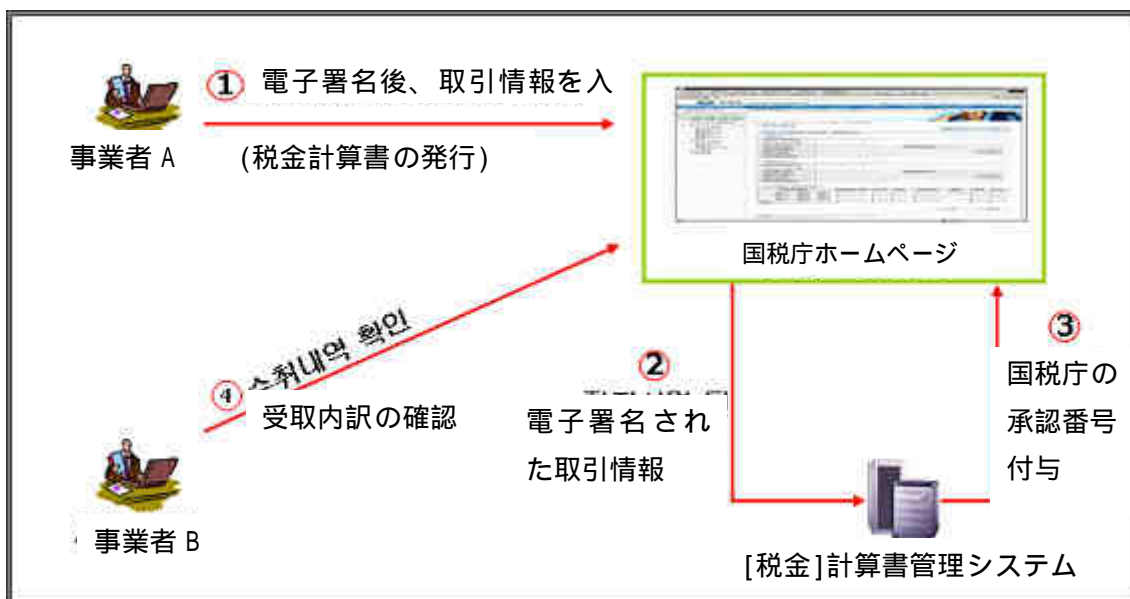 ① 電子署名後、取引情報を入
事業者 A
(税金計算書の発行)
国税庁ホームページ
④ 수취내역 확인
受取内訳の確認
②
電子署名され
た取引情報
③
国税庁の
承認番号
付与
事業者 B
[税金]計算書管理システム